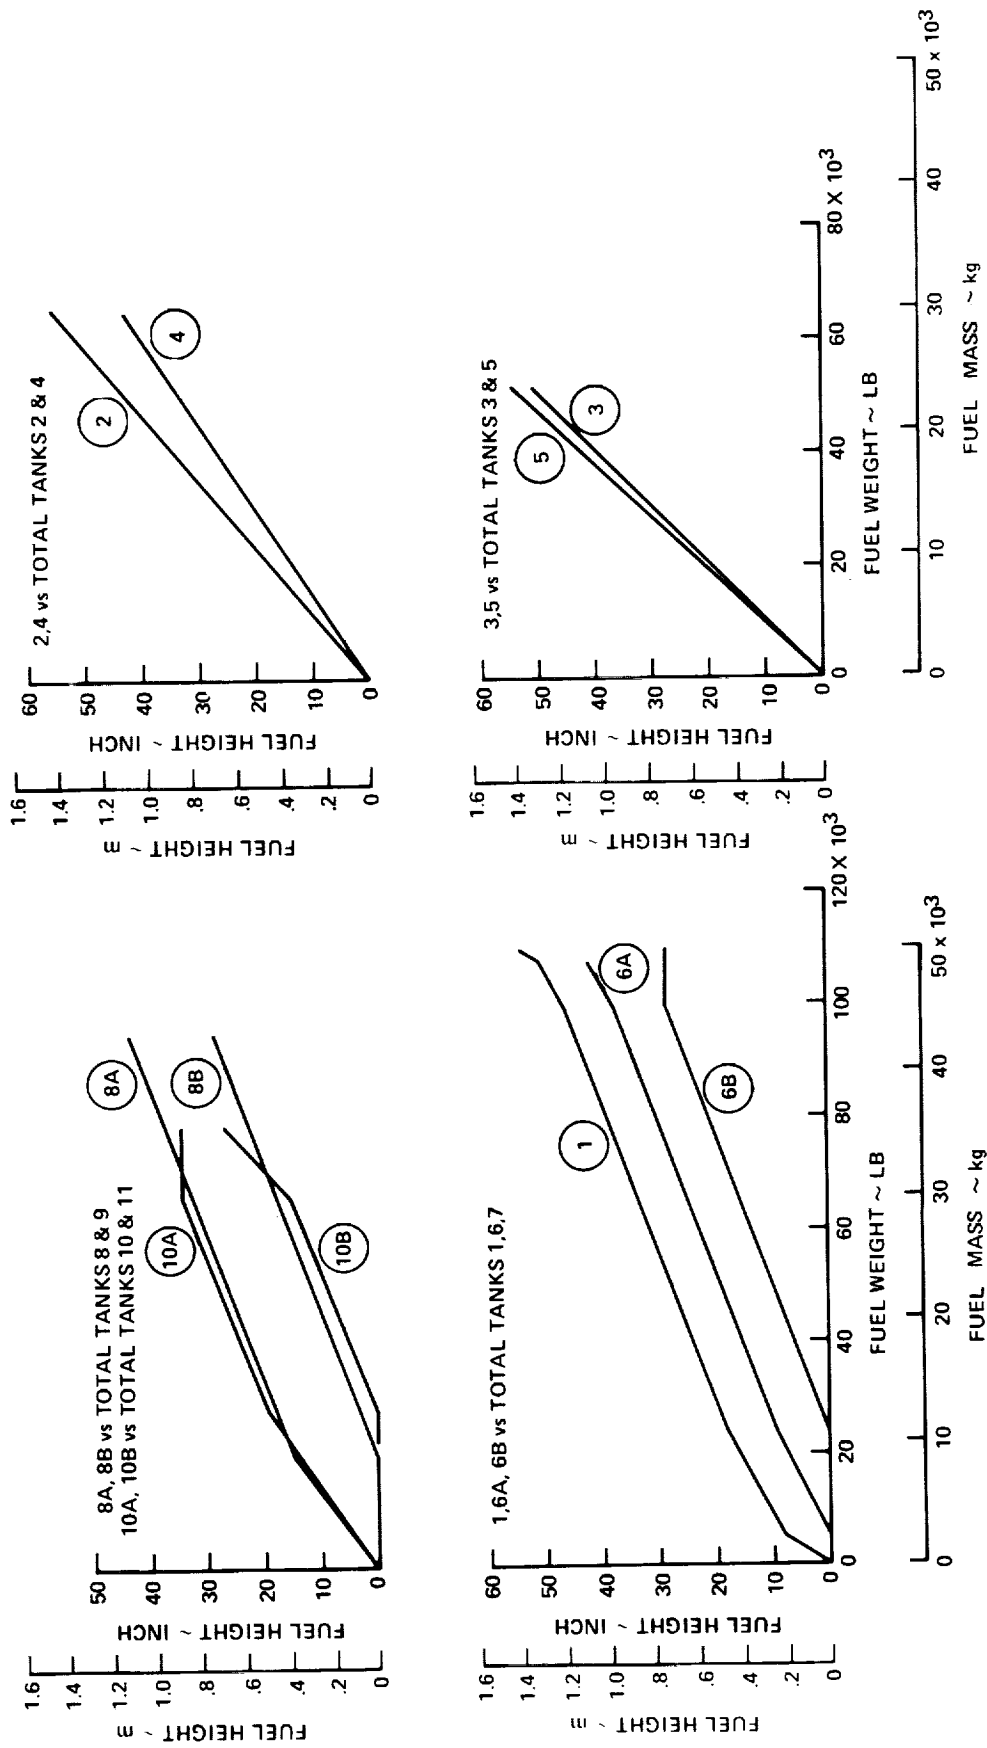 8A, 8B vs TOTAL TANKS 8 & 9
10A, 10B vs TOTAL TANKS 10 & 11
FUEL HEIGHT ~ m
1.6
1.4
1.2
1.0
.8
.6
.4
.2
0
FUEL HEIGHT ~ INCH
50
40
30
20
10
0
8A
8B
10A
10B
2,4 vs TOTAL TANKS 2 & 4
FUEL HEIGHT ~ m
1.6
1.4
1.2
1.0
.8
.6
.4
.2
0
FUEL HEIGHT ~ INCH
60
50
40
30
20
10
0
2
4
1,6A, 6B vs TOTAL TANKS 1,6,7
FUEL HEIGHT ~ m
1.6
1.4
1.2
1.0
.8
.6
.4
.2
0
FUEL HEIGHT ~ INCH
60
50
40
30
20
10
0
1
6A
6B
0 20 40 60 80 100 120 X 10³
FUEL WEIGHT ~ LB
0 10 20 30 40 50 x 10³
FUEL MASS ~ kg
3,5 vs TOTAL TANKS 3 & 5
FUEL HEIGHT ~ m
1.6
1.4
1.2
1.0
.8
.6
.4
.2
0
FUEL HEIGHT ~ INCH
60
50
40
30
20
10
0
5
3
0 20 40 60 80 X 10³
FUEL WEIGHT ~ LB
0 10 20 30 40 50 x 10³
FUEL MASS ~ kg